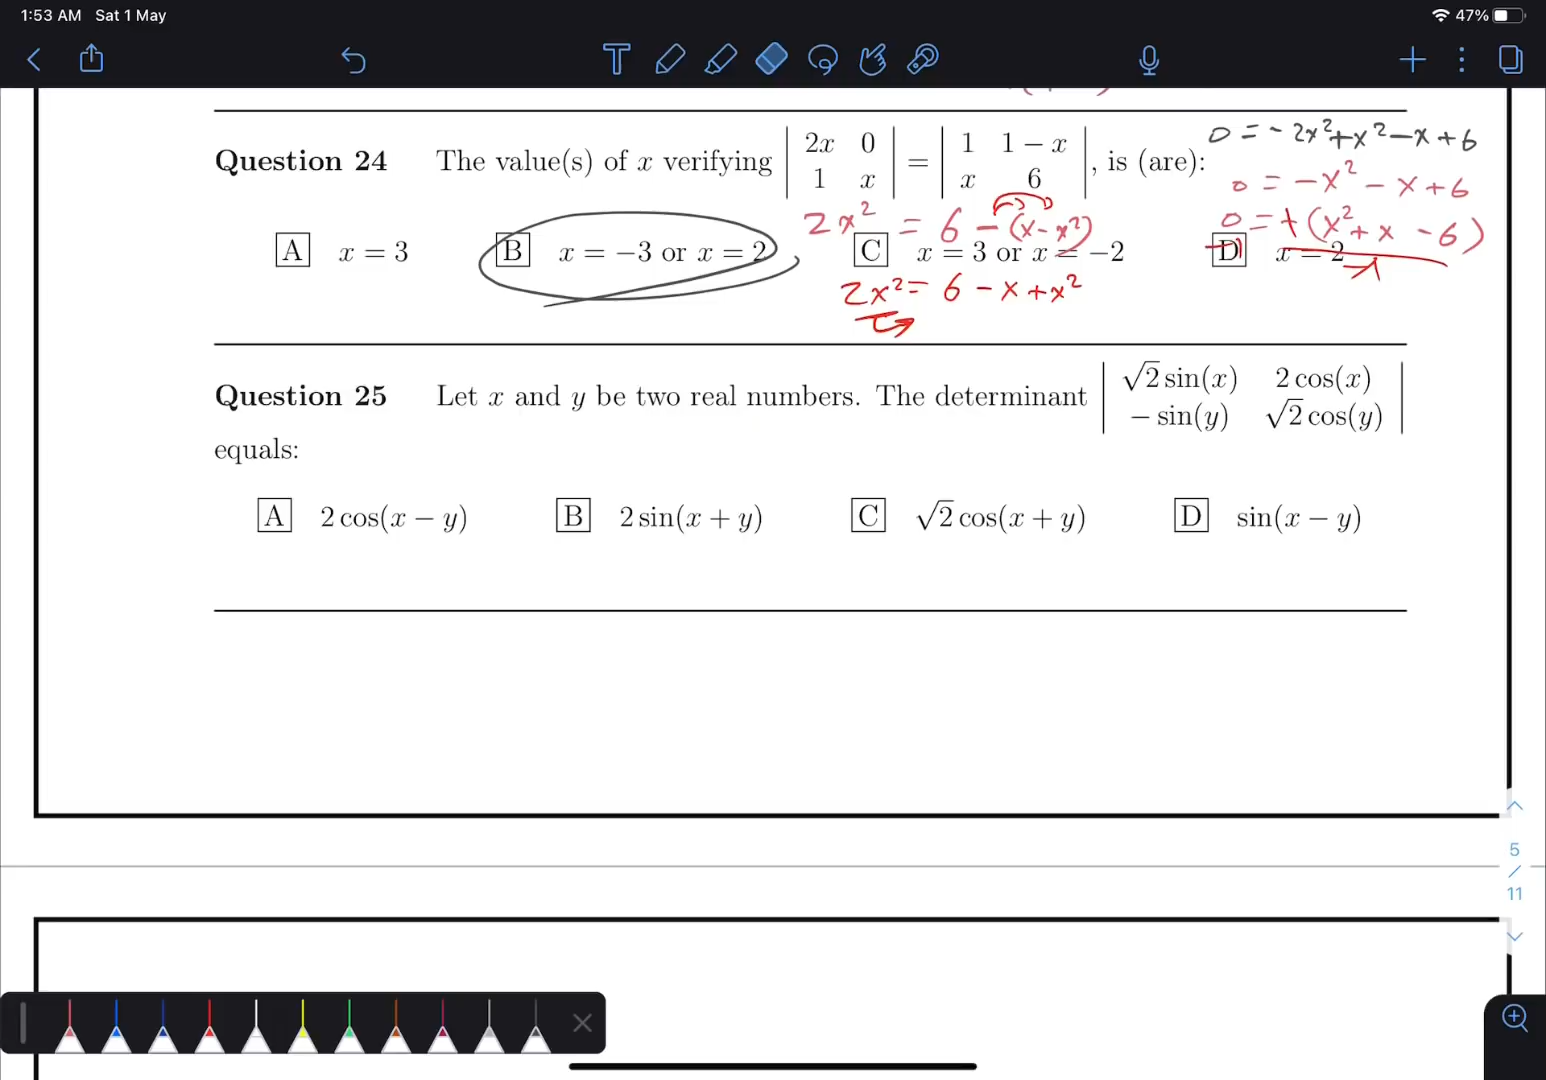 1:53 AM Sat 1 May 47%
Question 24 The value(s) of x verifying | 2x 0 ; 1 x | = | 1 1 − x ; x 6 |, is (are):
0 = - 2x²+x²-x+6
0 = -x² - x+6
2x² = 6 - (x-x²)
0 = + (x²+x -6)
-1 -1
A x = 3 B x = −3 or x = 2 C x = 3 or x = −2 D x = 2
2x² = 6 - x +x²
Question 25 Let x and y be two real numbers. The determinant | √2 sin(x) 2 cos(x) ; − sin(y) √2 cos(y) |
equals:
A 2 cos(x − y) B 2 sin(x + y) C √2 cos(x + y) D sin(x − y)
5
/
11